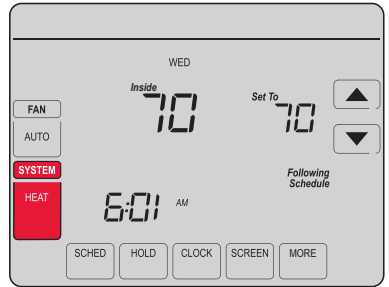 WED
Inside
70
Set To
70
FAN
AUTO
SYSTEM
HEAT
Following
Schedule
6:01 AM
SCHED HOLD CLOCK SCREEN MORE